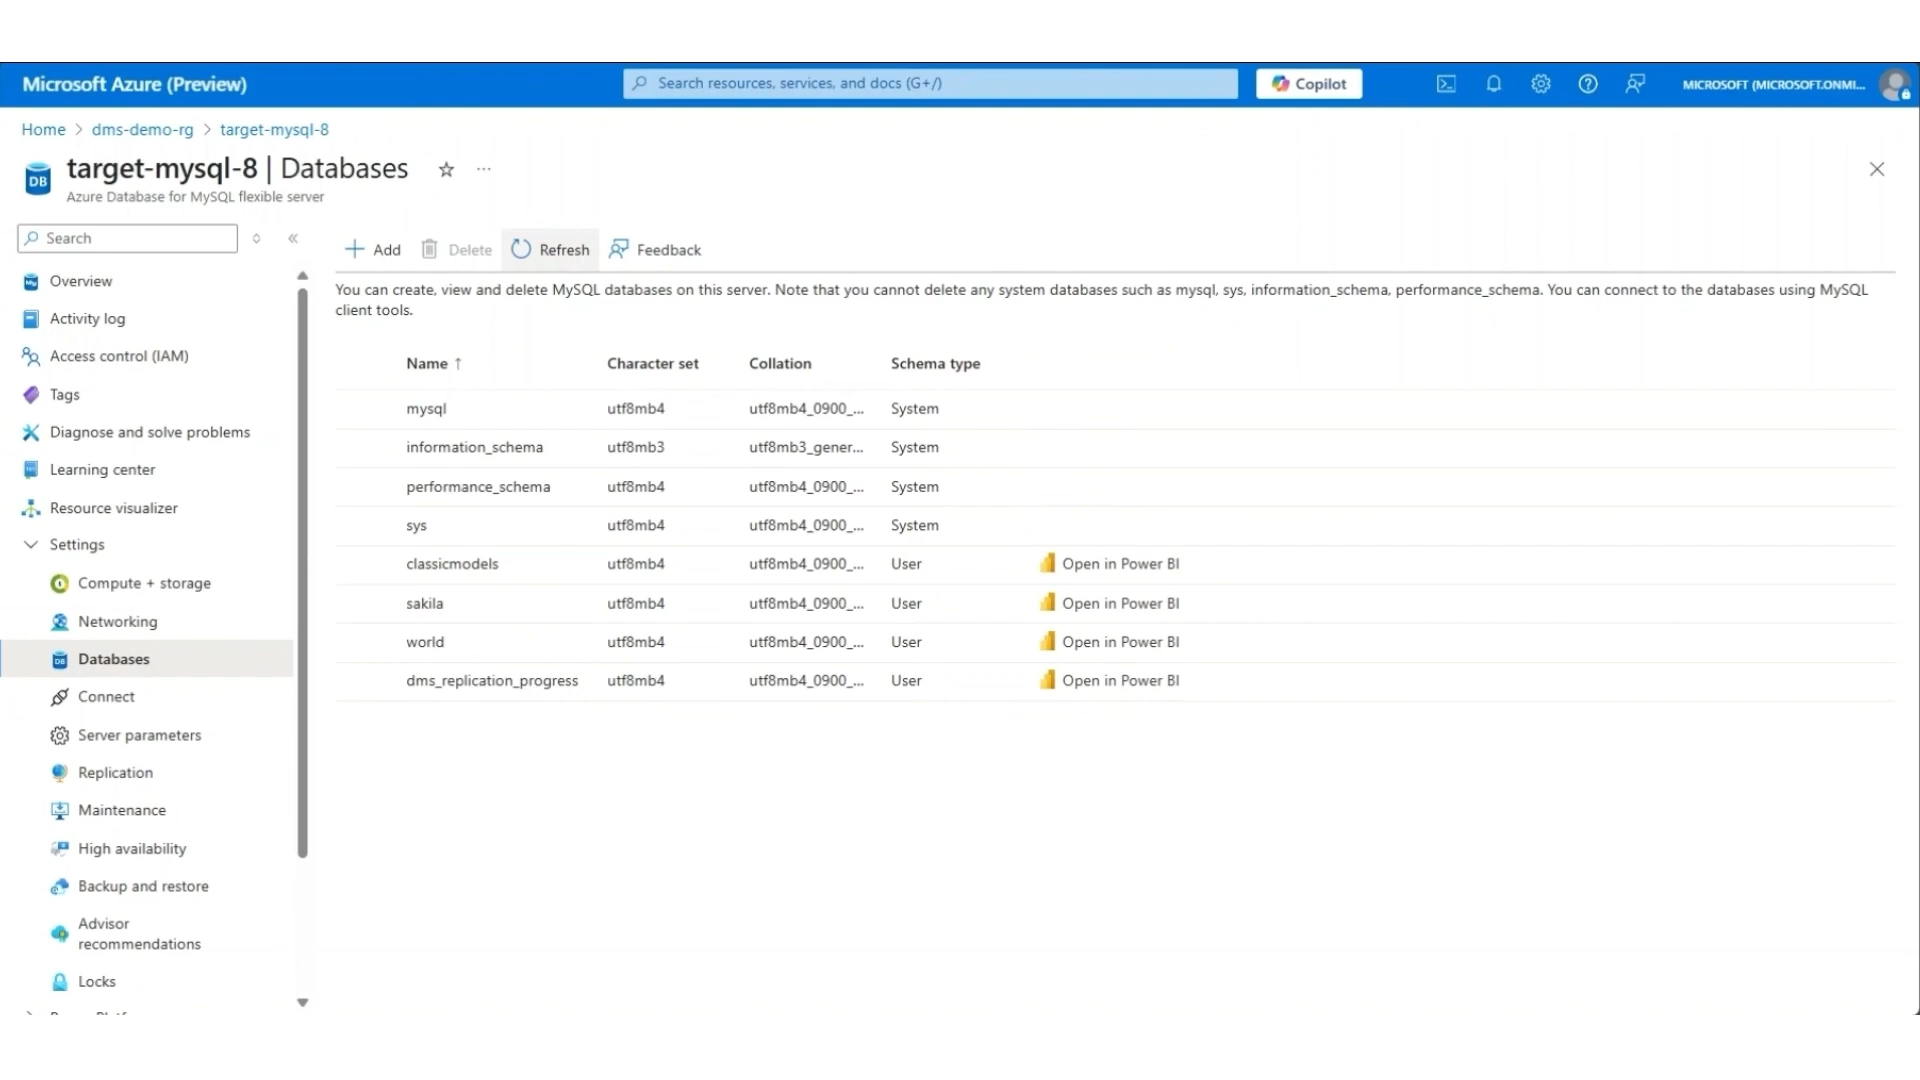 Microsoft Azure (Preview)
Search resources, services, and docs (G+/)
Copilot
MICROSOFT (MICROSOFT.ONMI...
Home > dms-demo-rg > target-mysql-8
target-mysql-8 | Databases
Azure Database for MySQL flexible server
Search
Add
Delete
Refresh
Feedback
You can create, view and delete MySQL databases on this server. Note that you cannot delete any system databases such as mysql, sys, information_schema, performance_schema. You can connect to the databases using MySQL
client tools.
Overview
Activity log
Access control (IAM)
Tags
Diagnose and solve problems
Learning center
Resource visualizer
Settings
Compute + storage
Networking
Databases
Connect
Server parameters
Replication
Maintenance
High availability
Backup and restore
Advisor
recommendations
Locks
Name ↑ Character set Collation Schema type
mysql utf8mb4 utf8mb4_0900_... System
information_schema utf8mb3 utf8mb3_gener... System
performance_schema utf8mb4 utf8mb4_0900_... System
sys utf8mb4 utf8mb4_0900_... System
classicmodels utf8mb4 utf8mb4_0900_... User Open in Power BI
sakila utf8mb4 utf8mb4_0900_... User Open in Power BI
world utf8mb4 utf8mb4_0900_... User Open in Power BI
dms_replication_progress utf8mb4 utf8mb4_0900_... User Open in Power BI